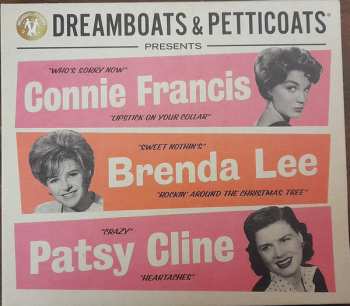 DREAMBOATS & PETTICOATS®
PRESENTS
"WHO'S SORRY NOW"
Connie Francis
"LIPSTICK ON YOUR COLLAR"
"SWEET NOTHIN'S"
Brenda Lee
"ROCKIN' AROUND THE CHRISTMAS TREE"
"CRAZY"
Patsy Cline
"HEARTACHES"